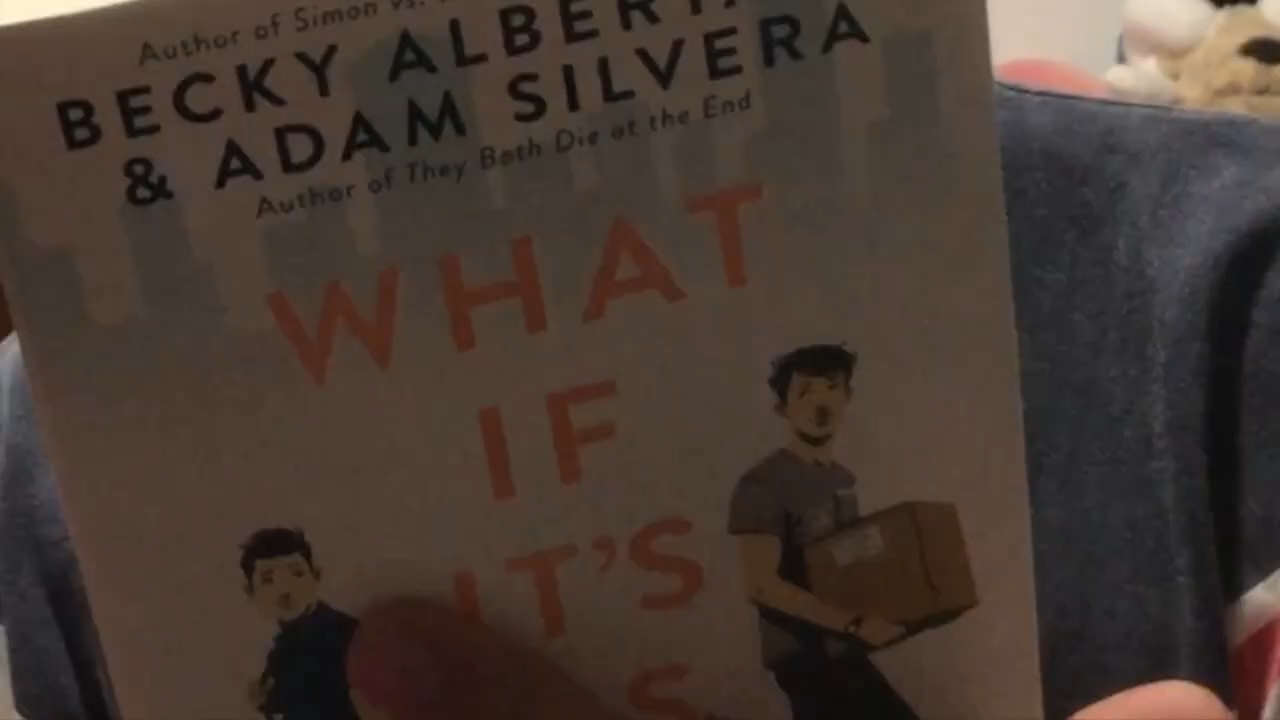 Author of Simon vs.
BECKY ALBERT
& ADAM SILVERA
Author of They Both Die at the End
WHAT
IF
IT'S
S